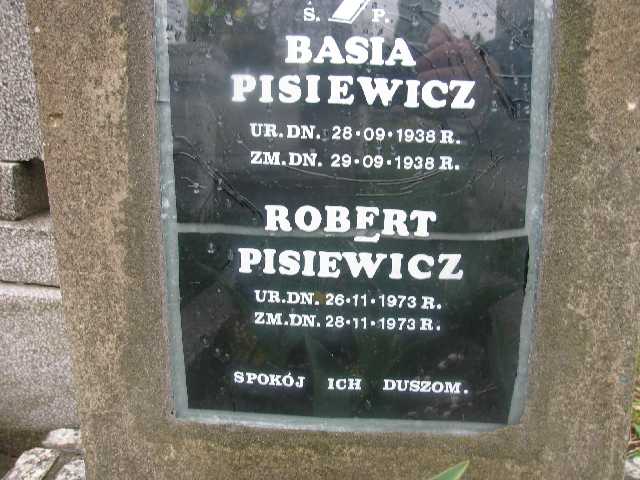 Ś. P.
BASIA
PISIEWICZ
UR. DN. 28·09·1938 R.
ZM. DN. 29·09·1938 R.
ROBERT
PISIEWICZ
UR. DN. 26·11·1973 R.
ZM. DN. 28·11·1973 R.
SPOKÓJ ICH DUSZOM.